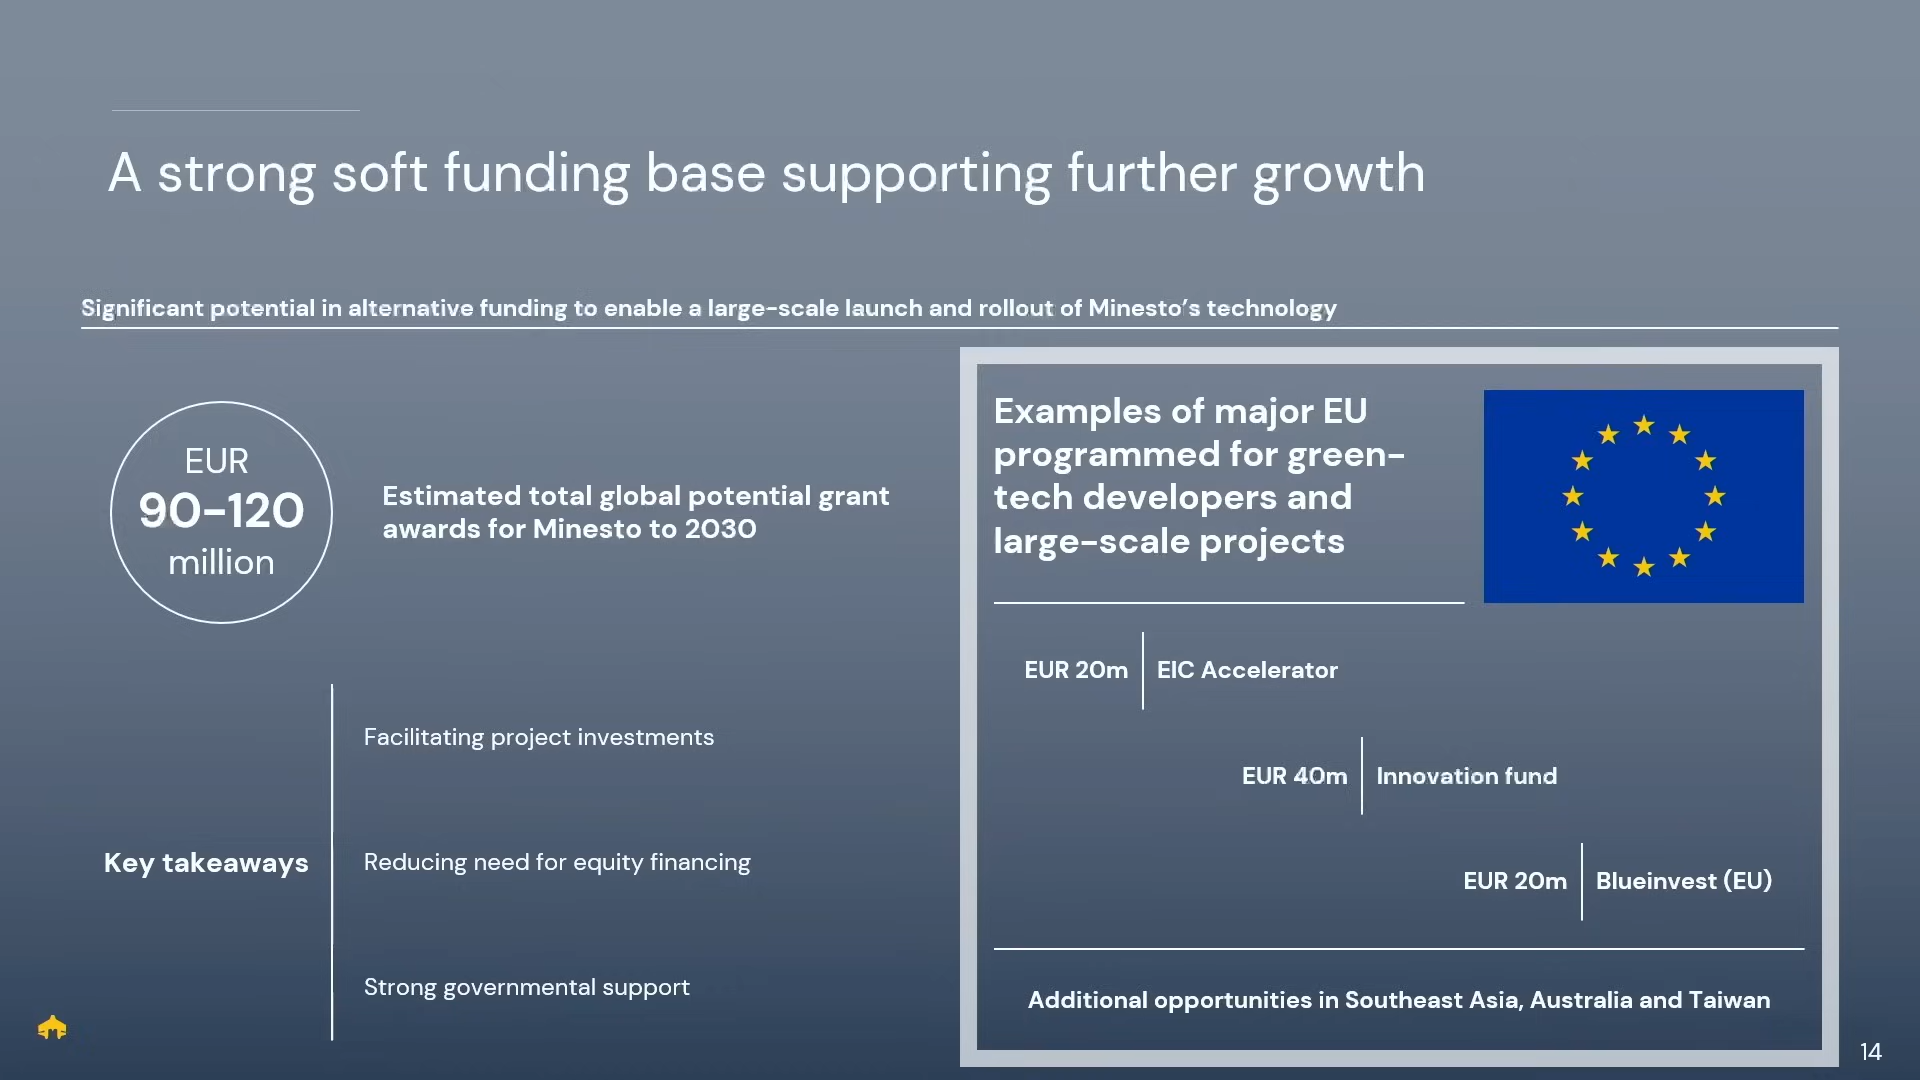 A strong soft funding base supporting further growth
Significant potential in alternative funding to enable a large-scale launch and rollout of Minesto’s technology
EUR
90-120
million
Estimated total global potential grant
awards for Minesto to 2030
Key takeaways
Facilitating project investments
Reducing need for equity financing
Strong governmental support
Examples of major EU
programmed for green-
tech developers and
large-scale projects
EUR 20m
EIC Accelerator
EUR 40m
Innovation fund
EUR 20m
Blueinvest (EU)
Additional opportunities in Southeast Asia, Australia and Taiwan
14